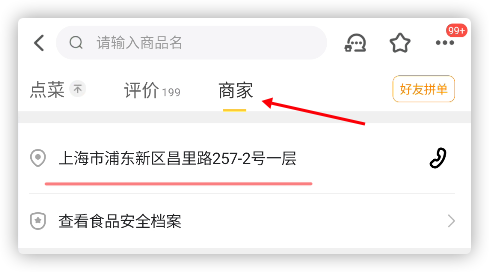 请输入商品名
99+
点菜 评价 199 商家 好友拼单
上海市浦东新区昌里路257-2号一层
查看食品安全档案